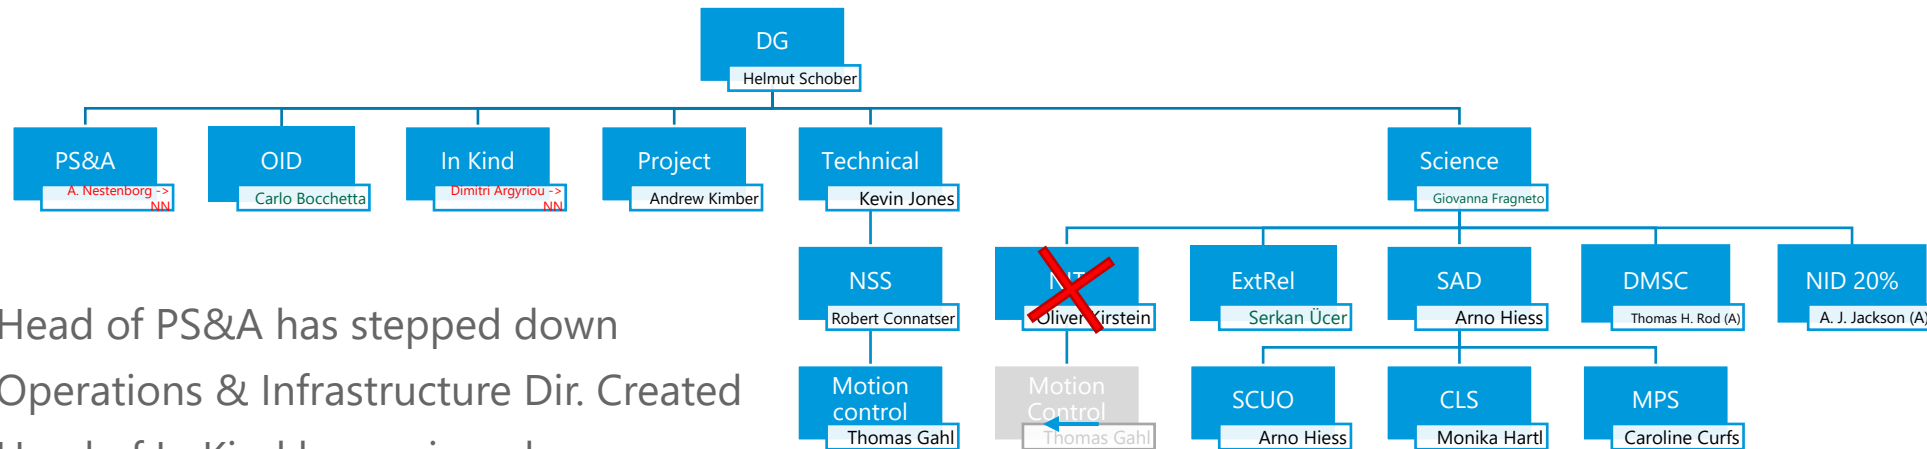 DG
Helmut Schober
PS&A
A. Nestenborg ->
NN
OID
Carlo Bocchetta
In Kind
Dimitri Argyriou ->
NN
Project
Andrew Kimber
Technical
Kevin Jones
Science
Giovanna Fragneto
NSS
Robert Connatser
Oliver Kirstein
ExtRel
Serkan Ücer
SAD
Arno Hiess
DMSC
Thomas H. Rod (A)
NID 20%
A. J. Jackson (A)
Head of PS&A has stepped down
Operations & Infrastructure Dir. Created
Motion
control
Thomas Gahl
Motion
Control
Thomas Gahl
SCUO
Arno Hiess
CLS
Monika Hartl
MPS
Caroline Curfs